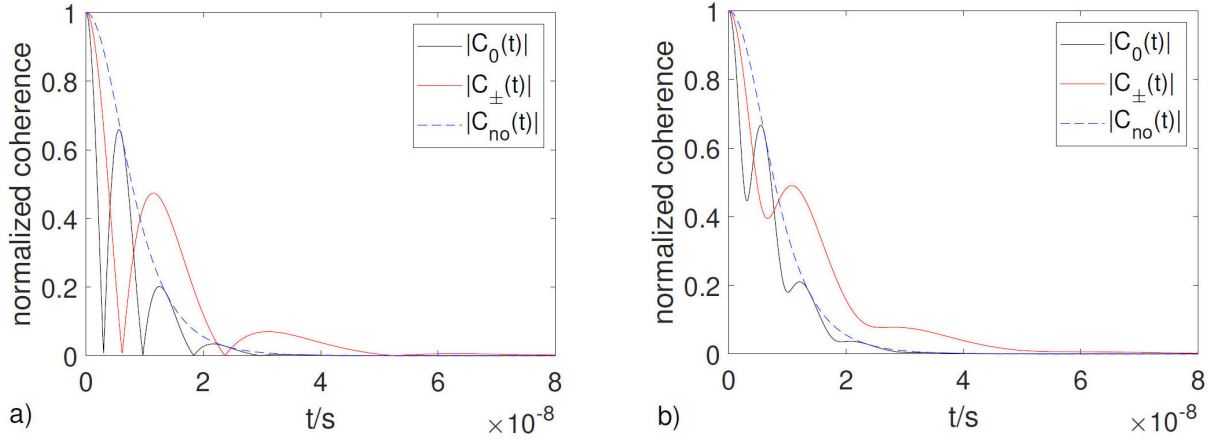 normalized coherence
1
0.8
0.6
0.4
0.2
0
|C₀(t)|
|C±(t)|
|Cno(t)|
0 2 4 6 8
t/s ×10⁻⁸
a)
normalized coherence
1
0.8
0.6
0.4
0.2
0
|C₀(t)|
|C±(t)|
|Cno(t)|
0 2 4 6 8
t/s ×10⁻⁸
b)